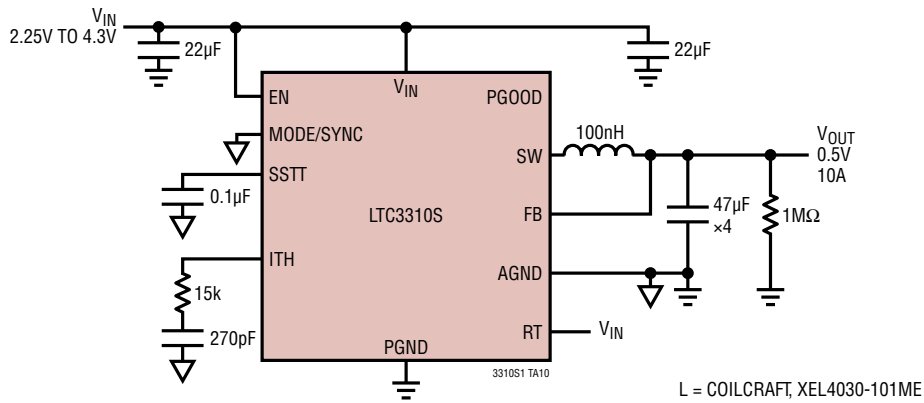 VIN
2.25V TO 4.3V
22µF
22µF
VIN
EN
PGOOD
MODE/SYNC
100nH
SW
VOUT
0.5V
10A
SSTT
0.1µF
LTC3310S
FB
47µF
×4
1MΩ
ITH
AGND
15k
270pF
RT
VIN
PGND
3310S1 TA10
L = COILCRAFT, XEL4030-101ME